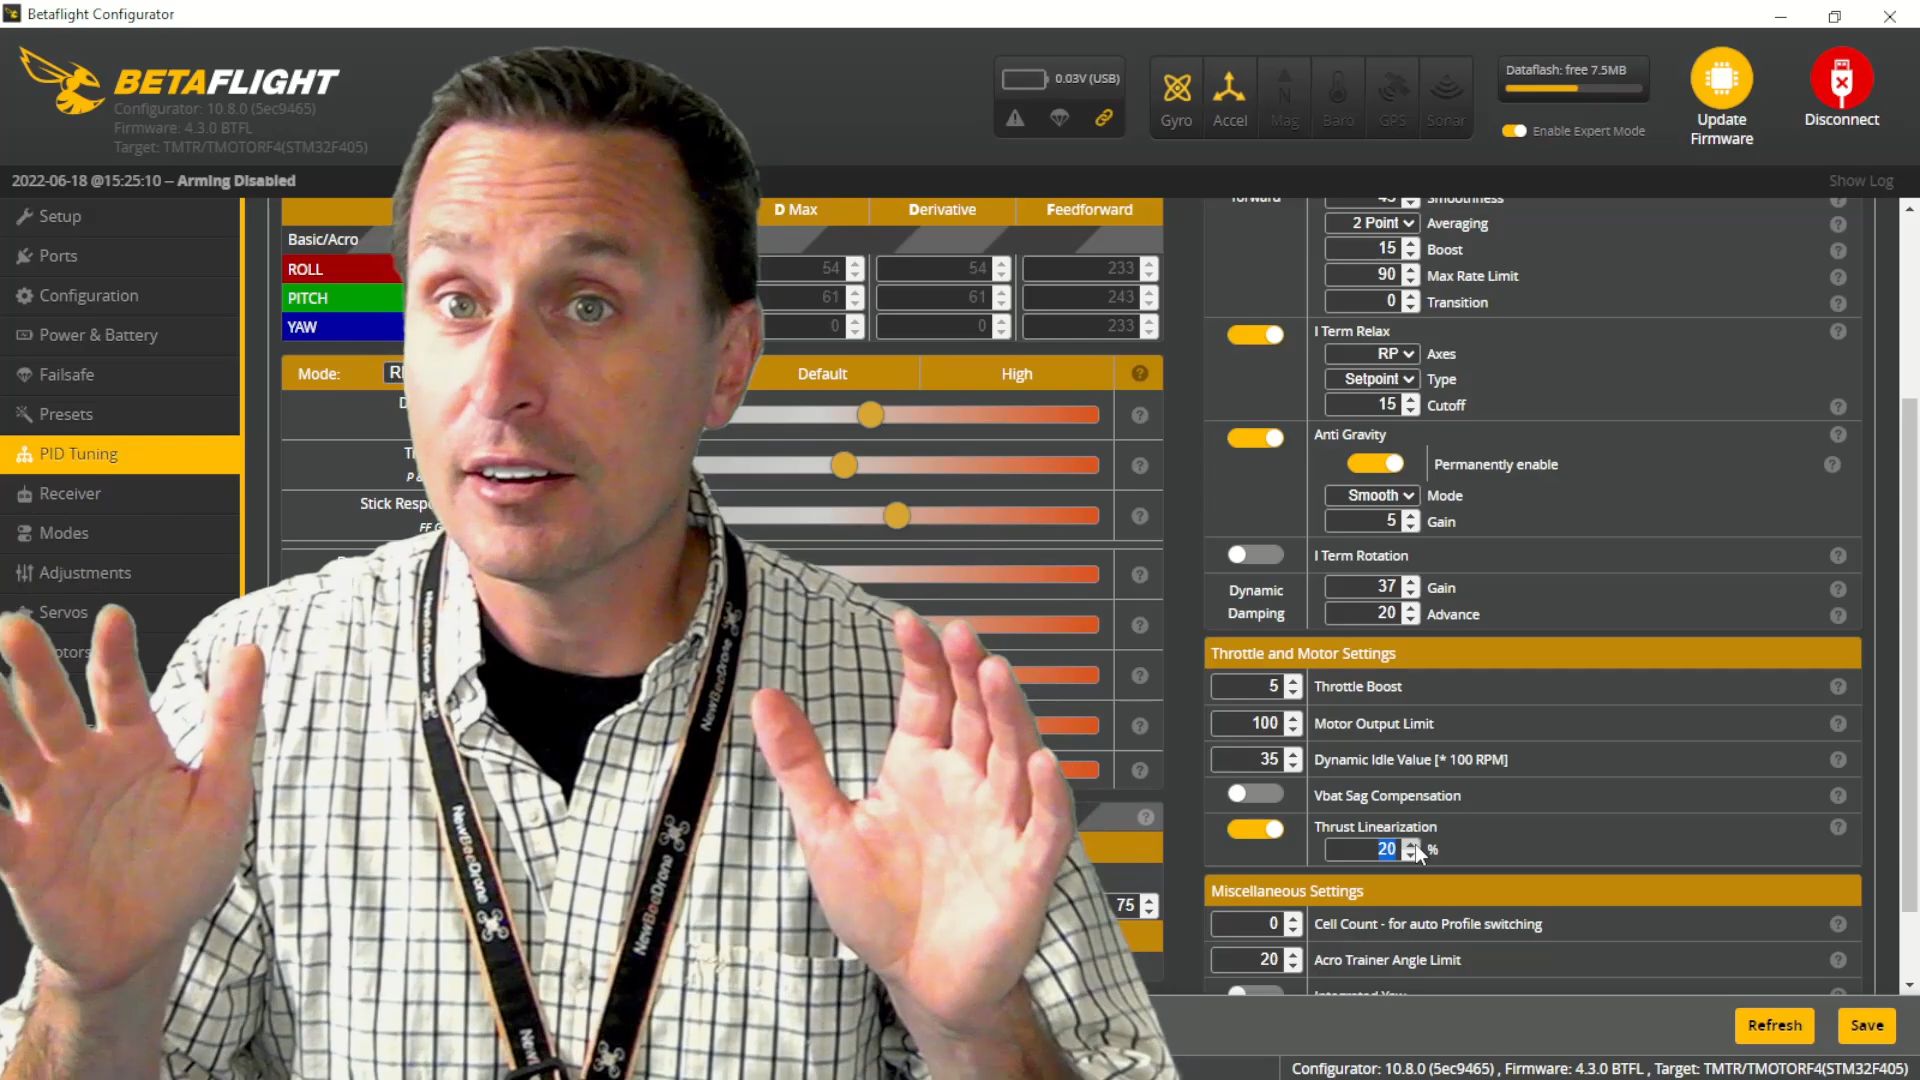 Betaflight Configurator
BETAFLIGHT
Configurator: 10.8.0 (5ec9465)
Firmware: 4.3.0 BTFL
Target: TMTR/TMOTORF4(STM32F405)
0.03V (USB)
Gyro
Accel
Mag
Baro
GPS
Sonar
Dataflash: free 7.5MB
Enable Expert Mode
Update
Firmware
Disconnect
2022-06-18 @15:25:10 -- Arming Disabled
Show Log
Setup
Ports
Configuration
Power & Battery
Failsafe
Presets
PID Tuning
Receiver
Modes
Adjustments
Servos
D Max Derivative Feedforward
Basic/Acro
ROLL 54 54 233
PITCH 61 61 243
YAW 0 0 233
Mode: Default High
Stick
75
45 Smoothness
2 Point Averaging
15 Boost
90 Max Rate Limit
0 Transition
I Term Relax
RP Axes
Setpoint Type
15 Cutoff
Anti Gravity
Permanently enable
Smooth Mode
5 Gain
I Term Rotation
Dynamic
Damping
37 Gain
20 Advance
Throttle and Motor Settings
5 Throttle Boost
100 Motor Output Limit
35 Dynamic Idle Value [* 100 RPM]
Vbat Sag Compensation
Thrust Linearization
20 %
Miscellaneous Settings
0 Cell Count - for auto Profile switching
20 Acro Trainer Angle Limit
Refresh
Save
Configurator: 10.8.0 (5ec9465) , Firmware: 4.3.0 BTFL , Target: TMTR/TMOTORF4(STM32F405)
NewBeeDrone
NewBeeDrone
NewBeeDrone
NewBeeDrone
NewBeeDrone